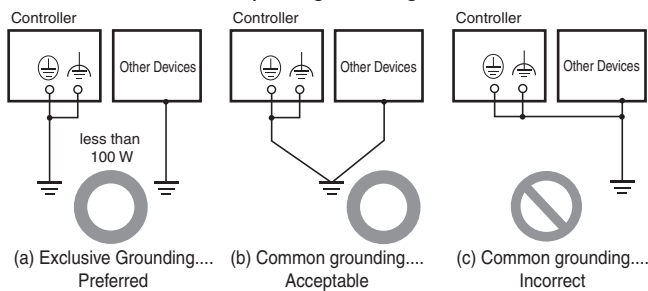 Controller
Other Devices
less than
100 W
(a) Exclusive Grounding....
Preferred
Controller
Other Devices
(b) Common grounding....
Acceptable
Controller
Other Devices
(c) Common grounding....
Incorrect